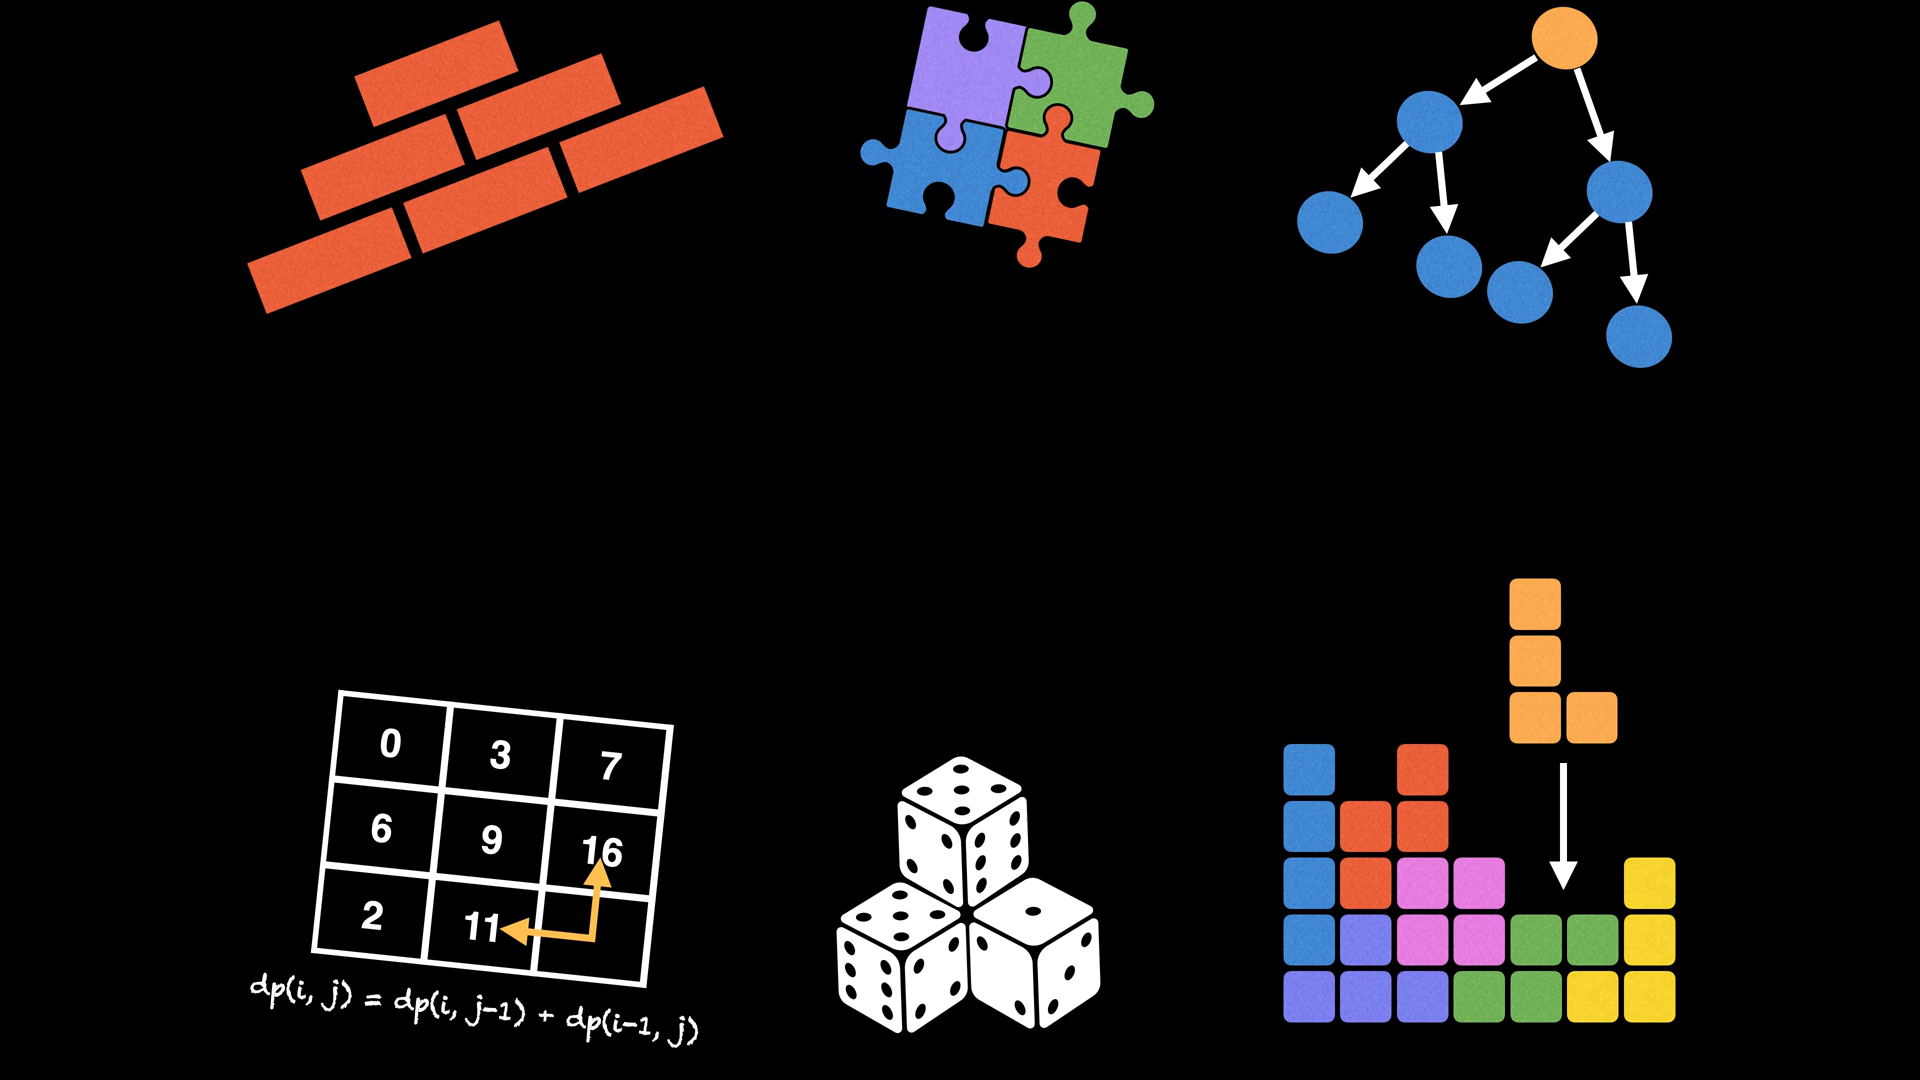 0 3 7
6 9 16
2 11
dp(i, j) = dp(i, j-1) + dp(i-1, j)